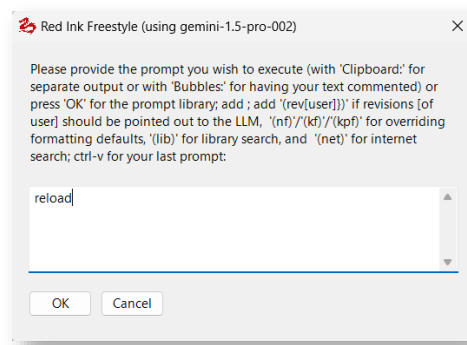 Red Ink Freestyle (using gemini-1.5-pro-002)
Please provide the prompt you wish to execute (with 'Clipboard:' for
separate output or with 'Bubbles:' for having your text commented) or
press 'OK' for the prompt library; add ; add '(rev[user]})' if revisions [of
user] should be pointed out to the LLM,  '(nf)'/'(kf)'/'(kpf)' for overriding
formatting defaults, '(lib)' for library search, and  '(net)' for internet
search; ctrl-v for your last prompt:
reload
OK Cancel